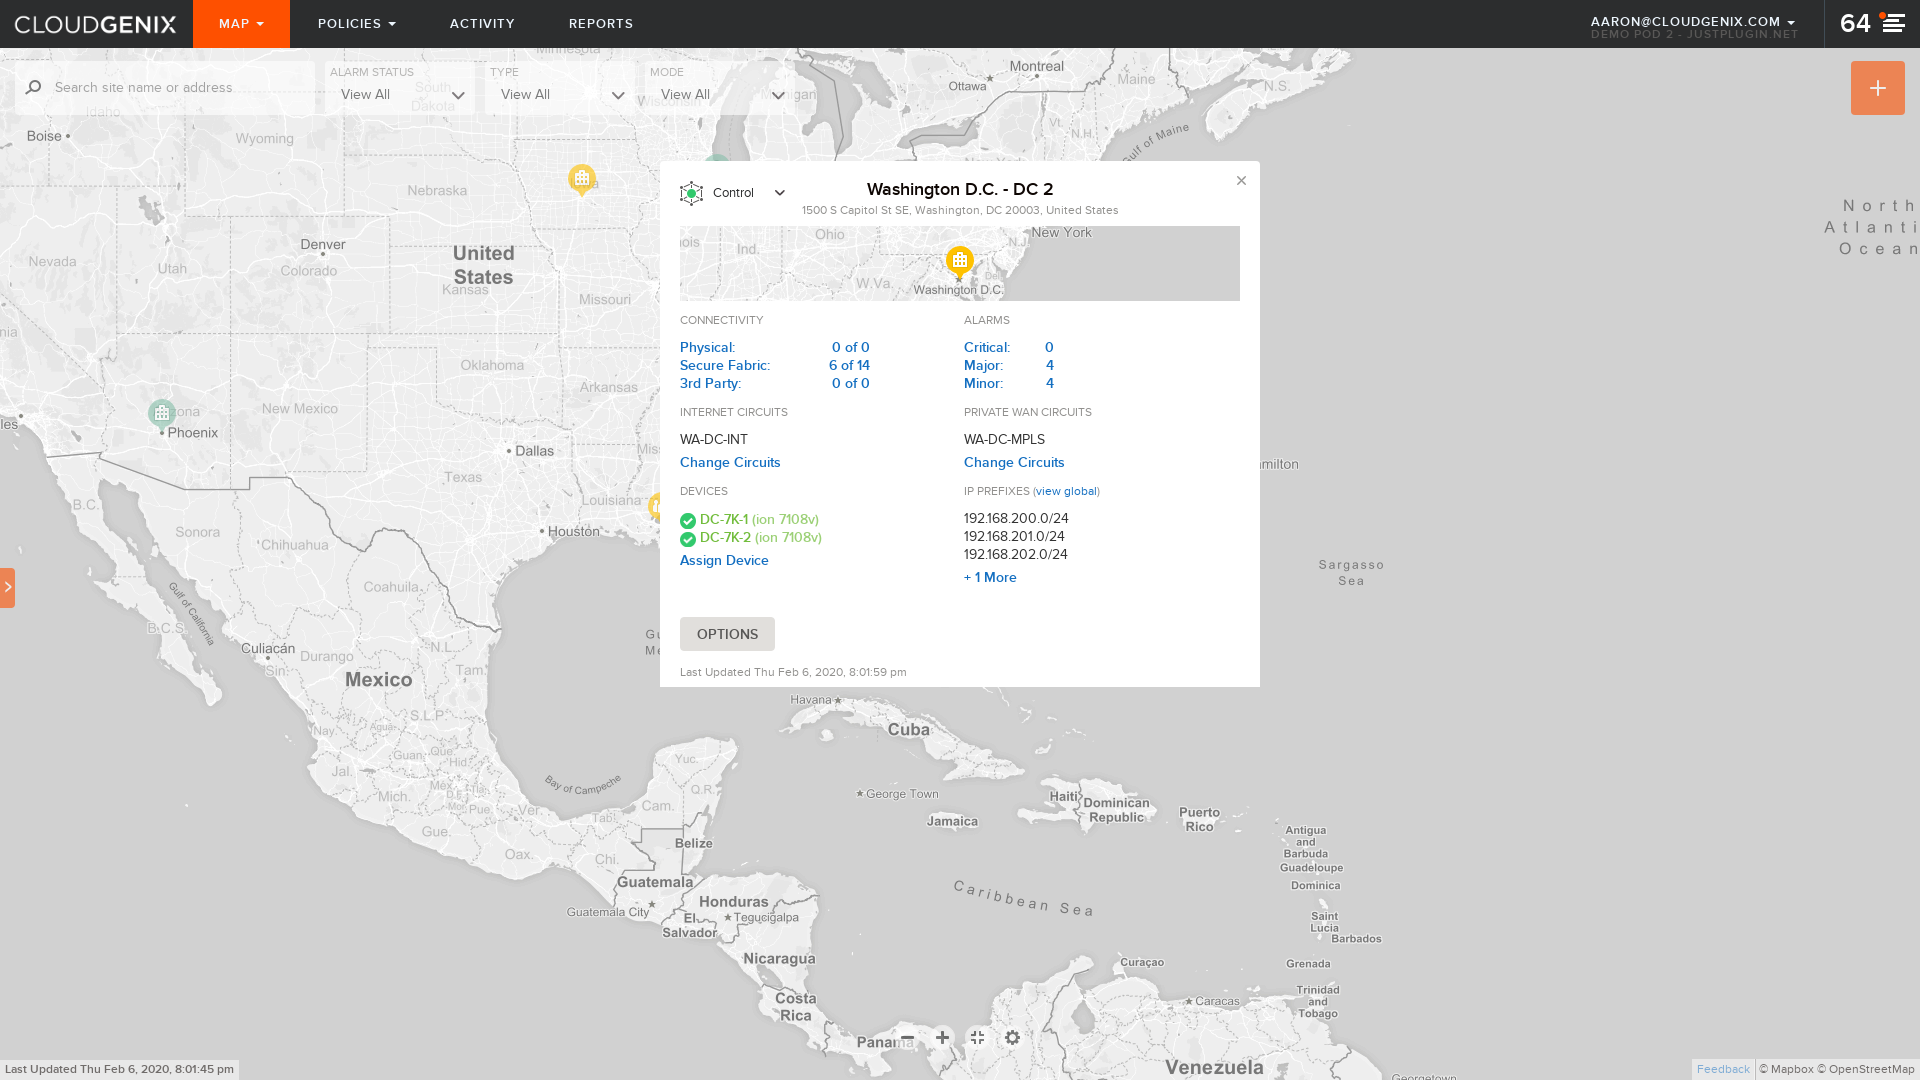 CLOUDGENIX
MAP
POLICIES
ACTIVITY
REPORTS
AARON@CLOUDGENIX.COM
DEMO POD 2 - JUSTPLUGIN.NET
64
Search site name or address
ALARM STATUS
View All
TYPE
View All
MODE
View All
Control
Washington D.C. - DC 2
1500 S Capitol St SE, Washington, DC 20003, United States
Ohio
Ind.
W.Va.
N.J.
New York
Washington D.C.
CONNECTIVITY
Physical: 0 of 0
Secure Fabric: 6 of 14
3rd Party: 0 of 0
ALARMS
Critical: 0
Major: 4
Minor: 4
INTERNET CIRCUITS
WA-DC-INT
Change Circuits
PRIVATE WAN CIRCUITS
WA-DC-MPLS
Change Circuits
DEVICES
DC-7K-1 (ion 7108v)
DC-7K-2 (ion 7108v)
Assign Device
IP PREFIXES (view global)
192.168.200.0/24
192.168.201.0/24
192.168.202.0/24
+ 1 More
OPTIONS
Last Updated Thu Feb 6, 2020, 8:01:59 pm
Minnesota
South
Dakota
Wisconsin
Idaho
Boise
Wyoming
Nebraska
Iowa
Montreal
Ottawa
Maine
Vt.
N.H.
N.S.
Gulf of Maine
North
Atlanti
Ocean
Nevada
Utah
Denver
Colorado
United
States
Kansas
Missouri
Oklahoma
Arkansas
New Mexico
Phoenix
Dallas
Texas
Louisiana
Houston
B.C.
Sonora
Chihuahua
Coahuila
Gulf of California
B.C.S.
Culiacán
Sin.
Durango
N.L.
Tam.
Mexico
S.L.P.
Nay.
Agua.
Guan.
Que.
Hid.
Jal.
Mich.
Mex.
D.F.
Tla.
Mor.
Pue.
Ver.
Gue.
Oax.
Tab.
Chi.
Cam.
Yuc.
Q.R.
Bay of Campeche
Sargasso
Sea
Havana
Cuba
George Town
Jamaica
Haiti
Dominican
Republic
Puerto
Rico
Antigua
and
Barbuda
Guadeloupe
Dominica
Saint
Lucia
Barbados
Grenada
Trinidad
and
Tobago
Caribbean Sea
Belize
Guatemala
Guatemala City
Honduras
Tegucigalpa
El
Salvador
Nicaragua
Costa
Rica
Panama
Curaçao
Caracas
Venezuela
Georgetown
Last Updated Thu Feb 6, 2020, 8:01:45 pm
Feedback
© Mapbox © OpenStreetMap